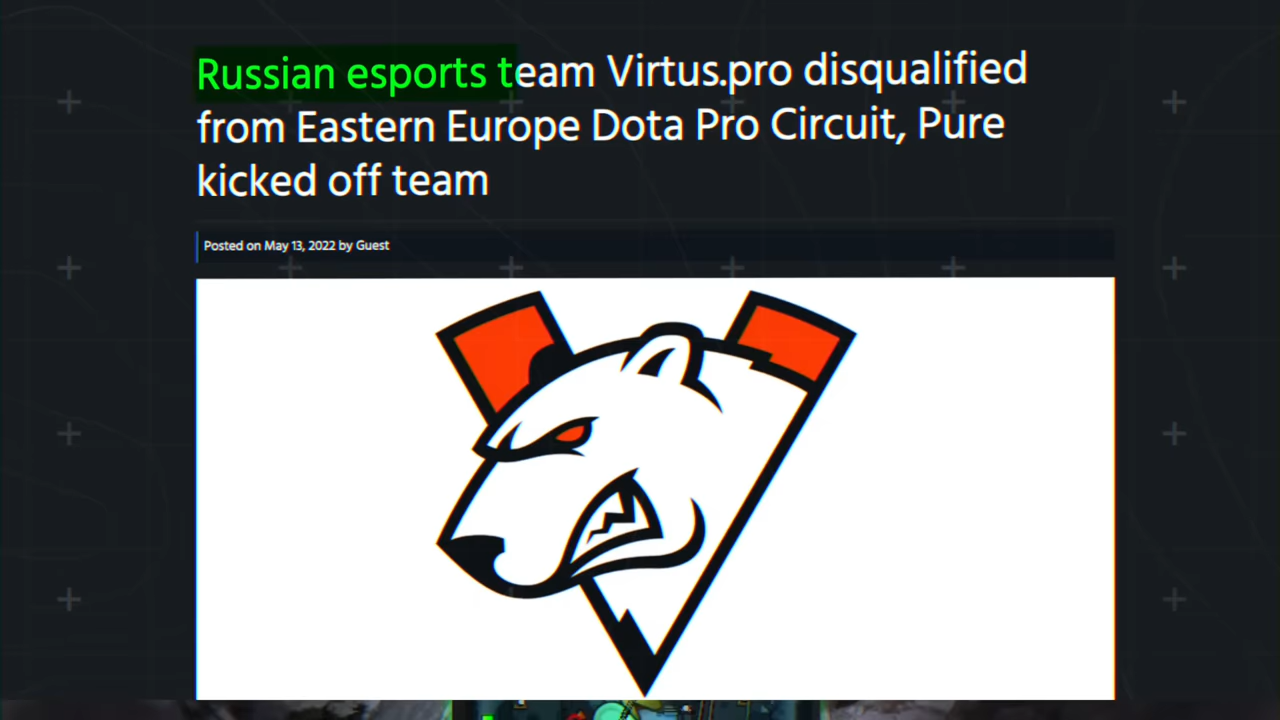 Russian esports team Virtus.pro disqualified
from Eastern Europe Dota Pro Circuit, Pure
kicked off team
Posted on May 13, 2022 by Guest